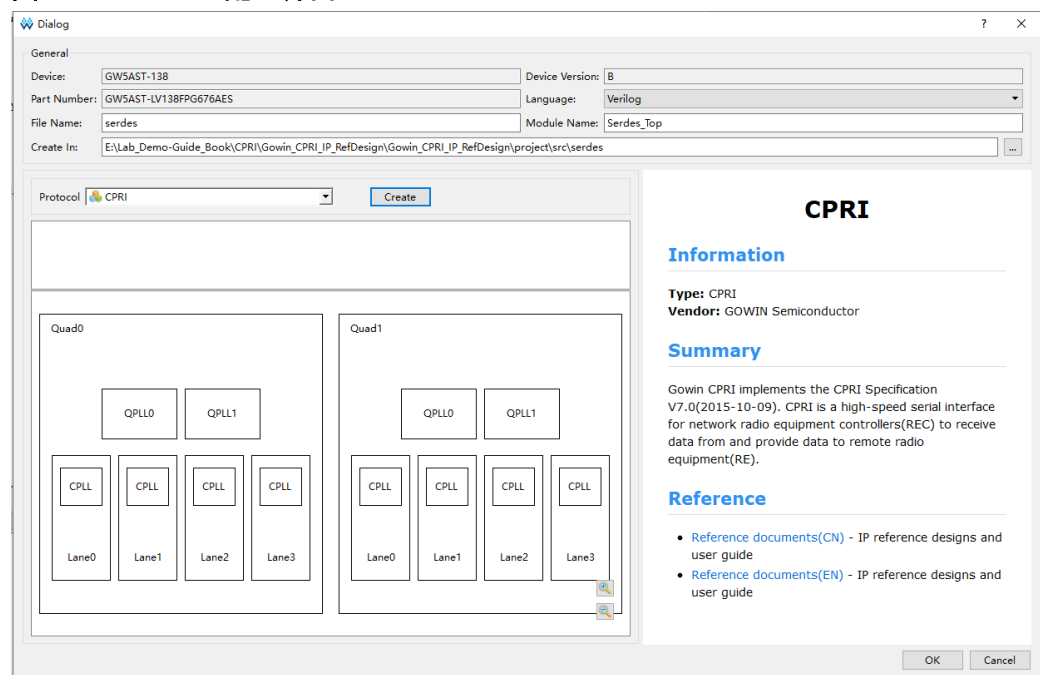 Dialog
General
Device: GW5AST-138 Device Version: B
Part Number: GW5AST-LV138FPG676AES Language: Verilog
File Name: serdes Module Name: Serdes_Top
Create In: E:\Lab_Demo-Guide_Book\CPRI\Gowin_CPRI_IP_RefDesign\Gowin_CPRI_IP_RefDesign\project\src\serdes ...
Protocol CPRI Create
Quad0 Quad1
QPLL0 QPLL1 QPLL0 QPLL1
CPLL CPLL CPLL CPLL CPLL CPLL CPLL CPLL
Lane0 Lane1 Lane2 Lane3 Lane0 Lane1 Lane2 Lane3
CPRI
Information
Type: CPRI
Vendor: GOWIN Semiconductor
Summary
Gowin CPRI implements the CPRI Specification
V7.0(2015-10-09). CPRI is a high-speed serial interface
for network radio equipment controllers(REC) to receive
data from and provide data to remote radio
equipment(RE).
Reference
• Reference documents(CN) - IP reference designs and
user guide
• Reference documents(EN) - IP reference designs and
user guide
OK Cancel